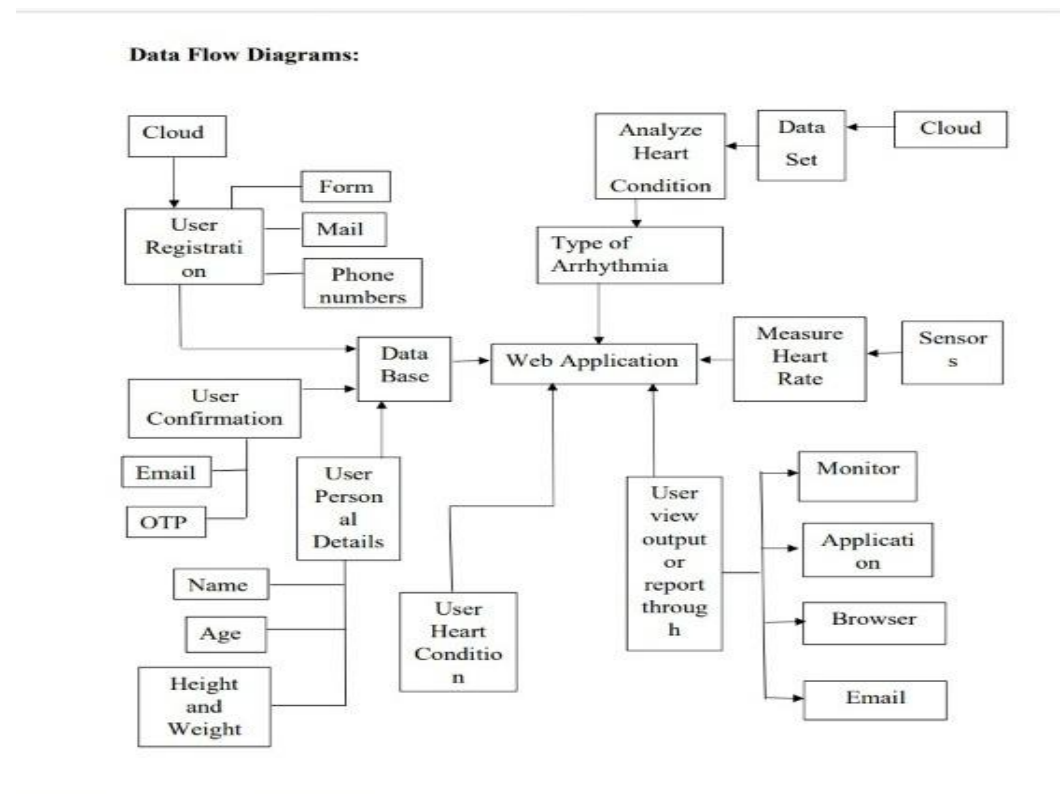 Data Flow Diagrams:
Cloud
Form
User
Registrati
on
Mail
Phone
numbers
Analyze
Heart
Condition
Data
Set
Cloud
Type of
Arrhythmia
Data
Base
Web Application
Measure
Heart
Rate
Sensor
s
User
Confirmation
Email
OTP
User
Person
al
Details
Name
Age
Height
and
Weight
User
Heart
Conditio
n
User
view
output
or
report
throug
h
Monitor
Applicati
on
Browser
Email